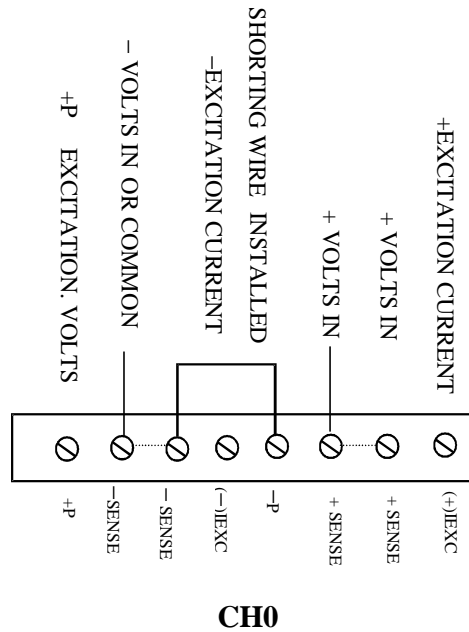 +P EXCITATION. VOLTS
– VOLTS IN OR COMMON
–EXCITATION CURRENT
SHORTING WIRE INSTALLED
+ VOLTS IN
+ VOLTS IN
+EXCITATION CURRENT
+P
–SENSE
– SENSE
(–)IEXC
–P
+ SENSE
+ SENSE
(+)IEXC
CH0